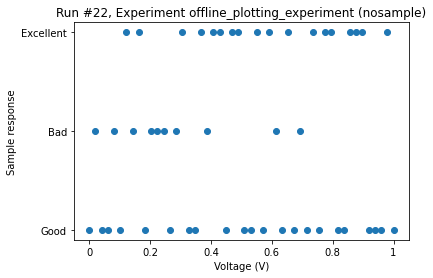 Run #22, Experiment offline_plotting_experiment (nosample)
Excellent
Bad
Good
Sample response
0 0.2 0.4 0.6 0.8 1
Voltage (V)